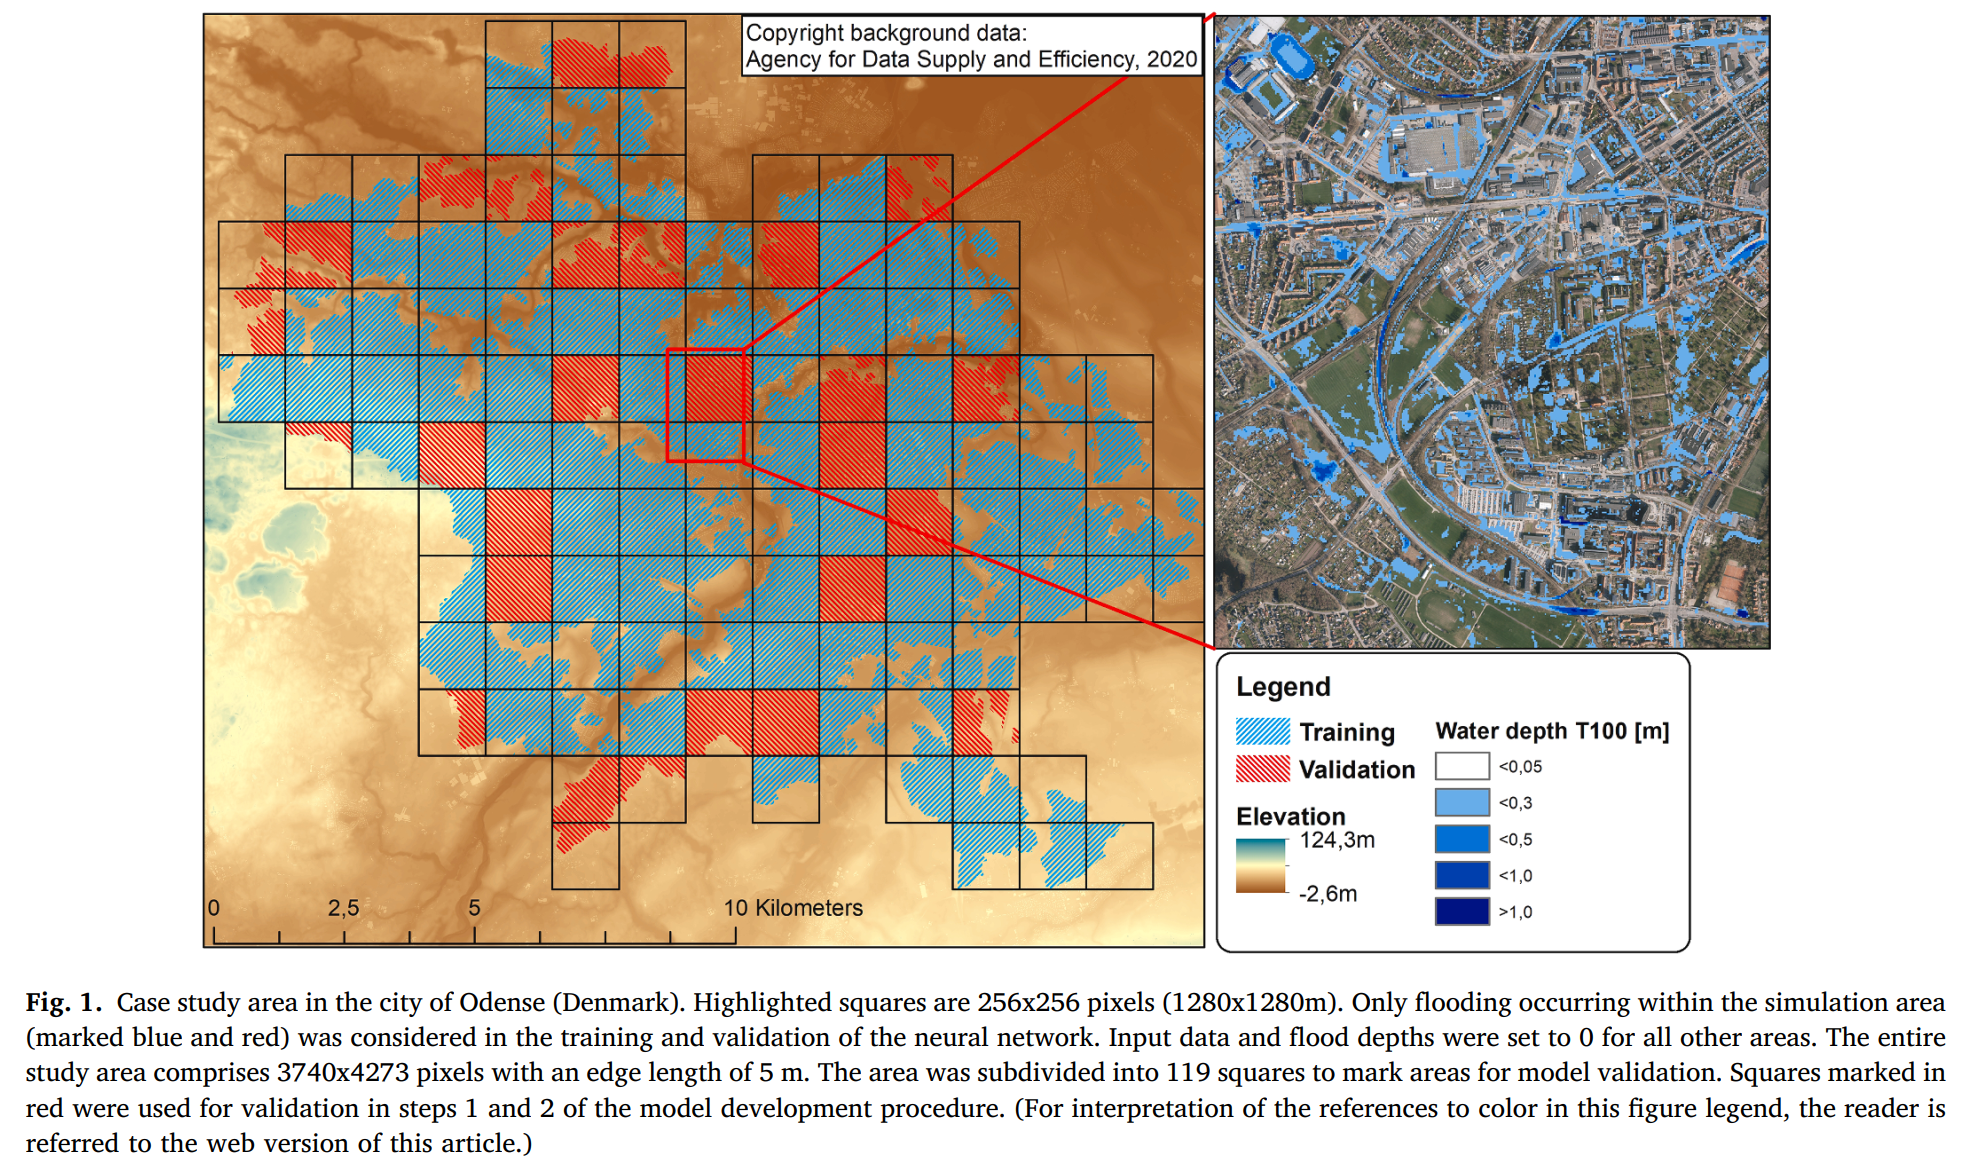 Copyright background data:
Agency for Data Supply and Efficiency, 2020
0
2,5
5
10 Kilometers
Legend
Training
Validation
Elevation
124,3m
-2,6m
Water depth T100 [m]
<0,05
<0,3
<0,5
<1,0
>1,0
Fig. 1. Case study area in the city of Odense (Denmark). Highlighted squares are 256x256 pixels (1280x1280m). Only flooding occurring within the simulation area
(marked blue and red) was considered in the training and validation of the neural network. Input data and flood depths were set to 0 for all other areas. The entire
study area comprises 3740x4273 pixels with an edge length of 5 m. The area was subdivided into 119 squares to mark areas for model validation. Squares marked in
red were used for validation in steps 1 and 2 of the model development procedure. (For interpretation of the references to color in this figure legend, the reader is
referred to the web version of this article.)